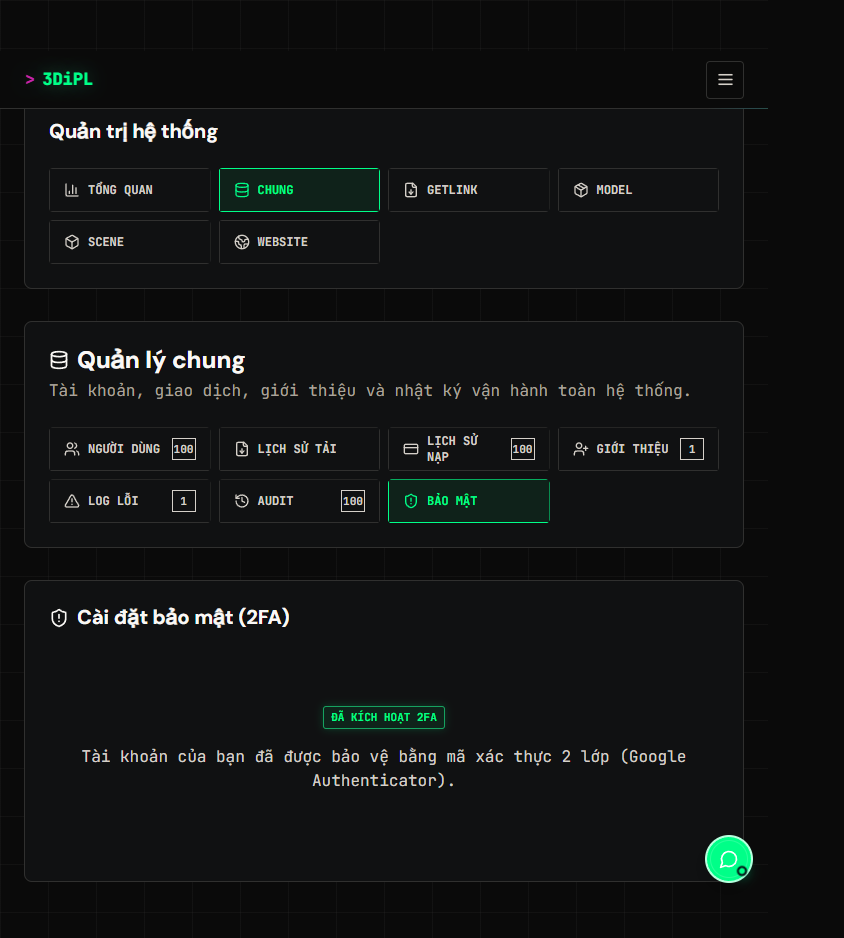 > 3DiPL
Quản trị hệ thống
TỔNG QUAN
CHUNG
GETLINK
MODEL
SCENE
WEBSITE
Quản lý chung
Tài khoản, giao dịch, giới thiệu và nhật ký vận hành toàn hệ thống.
NGƯỜI DÙNG 100
LỊCH SỬ TẢI
LỊCH SỬ
NẠP
100
GIỚI THIỆU 1
LOG LỖI 1
AUDIT 100
BẢO MẬT
Cài đặt bảo mật (2FA)
ĐÃ KÍCH HOẠT 2FA
Tài khoản của bạn đã được bảo vệ bằng mã xác thực 2 lớp (Google
Authenticator).